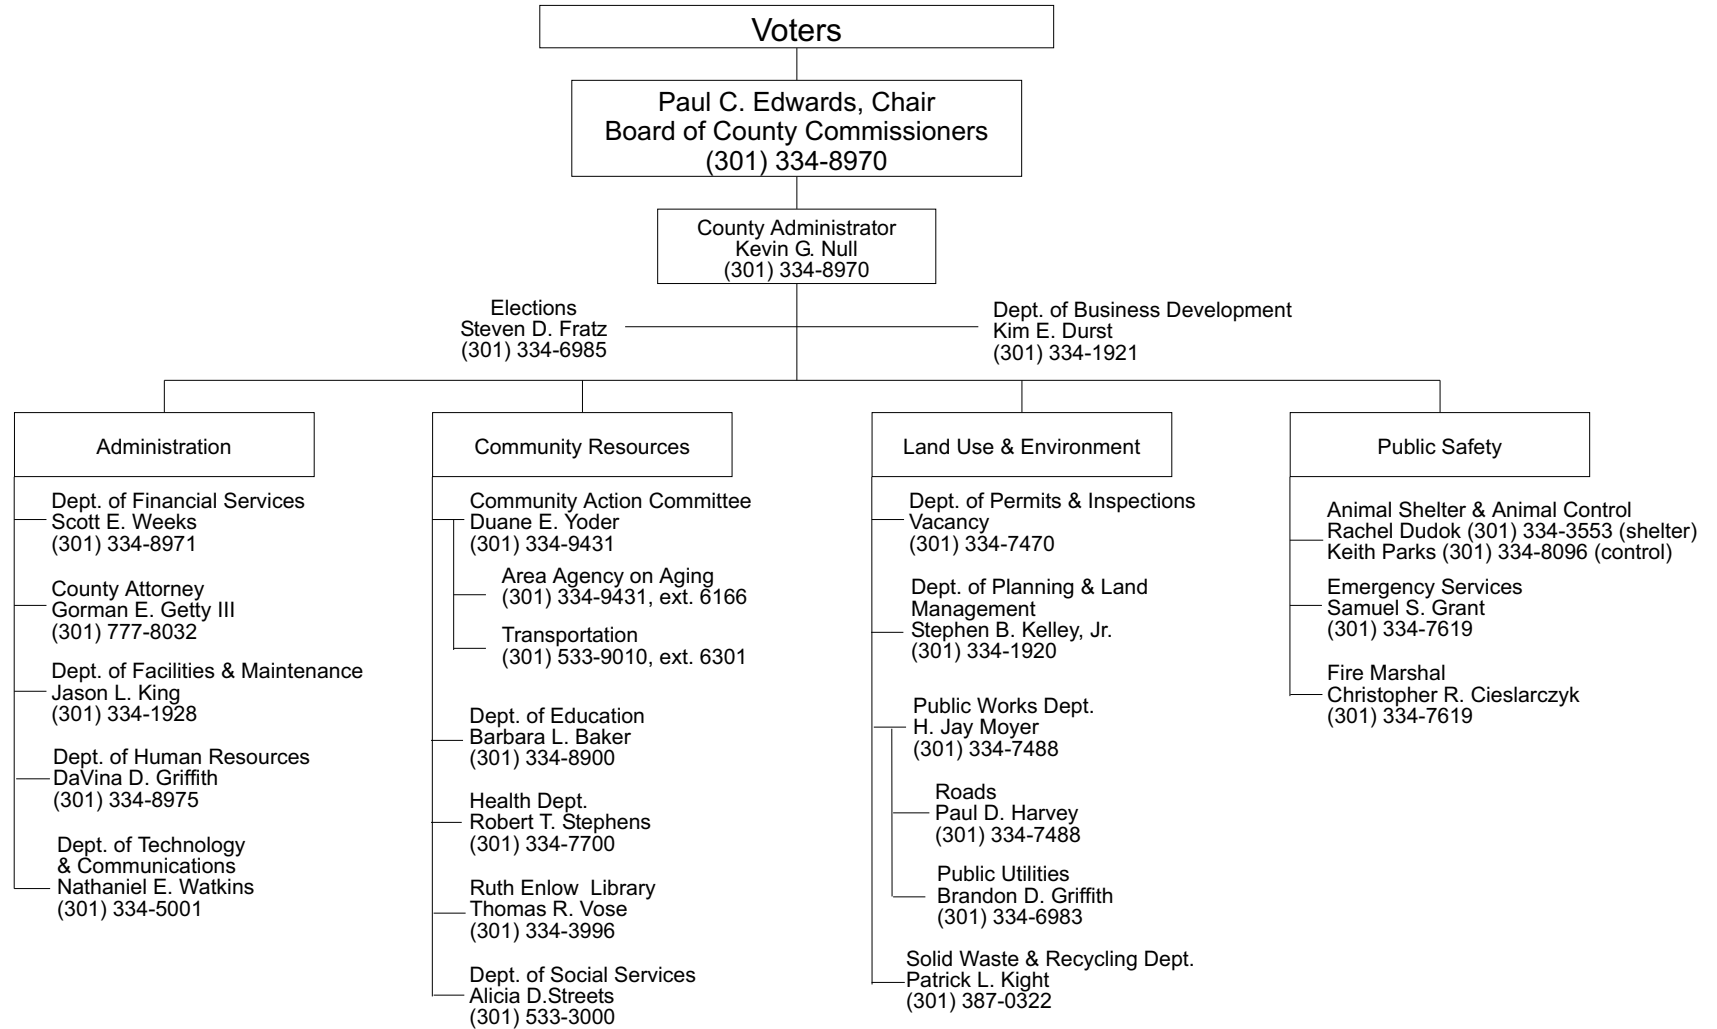 Voters
Paul C. Edwards, Chair
Board of County Commissioners
(301) 334-8970
County Administrator
Kevin G. Null
(301) 334-8970
Elections
Steven D. Fratz
(301) 334-6985
Dept. of Business Development
Kim E. Durst
(301) 334-1921
Administration
Dept. of Financial Services
Scott E. Weeks
(301) 334-8971
County Attorney
Gorman E. Getty III
(301) 777-8032
Dept. of Facilities & Maintenance
Jason L. King
(301) 334-1928
Dept. of Human Resources
DaVina D. Griffith
(301) 334-8975
Dept. of Technology
& Communications
Nathaniel E. Watkins
(301) 334-5001
Community Resources
Community Action Committee
Duane E. Yoder
(301) 334-9431
Area Agency on Aging
(301) 334-9431, ext. 6166
Transportation
(301) 533-9010, ext. 6301
Dept. of Education
Barbara L. Baker
(301) 334-8900
Health Dept.
Robert T. Stephens
(301) 334-7700
Ruth Enlow  Library
Thomas R. Vose
(301) 334-3996
Dept. of Social Services
Alicia D.Streets
(301) 533-3000
Land Use & Environment
Dept. of Permits & Inspections
Vacancy
(301) 334-7470
Dept. of Planning & Land
Management
Stephen B. Kelley, Jr.
(301) 334-1920
Public Works Dept.
H. Jay Moyer
(301) 334-7488
Roads
Paul D. Harvey
(301) 334-7488
Public Utilities
Brandon D. Griffith
(301) 334-6983
Solid Waste & Recycling Dept.
Patrick L. Kight
(301) 387-0322
Public Safety
Animal Shelter & Animal Control
Rachel Dudok (301) 334-3553 (shelter)
Keith Parks (301) 334-8096 (control)
Emergency Services
Samuel S. Grant
(301) 334-7619
Fire Marshal
Christopher R. Cieslarczyk
(301) 334-7619